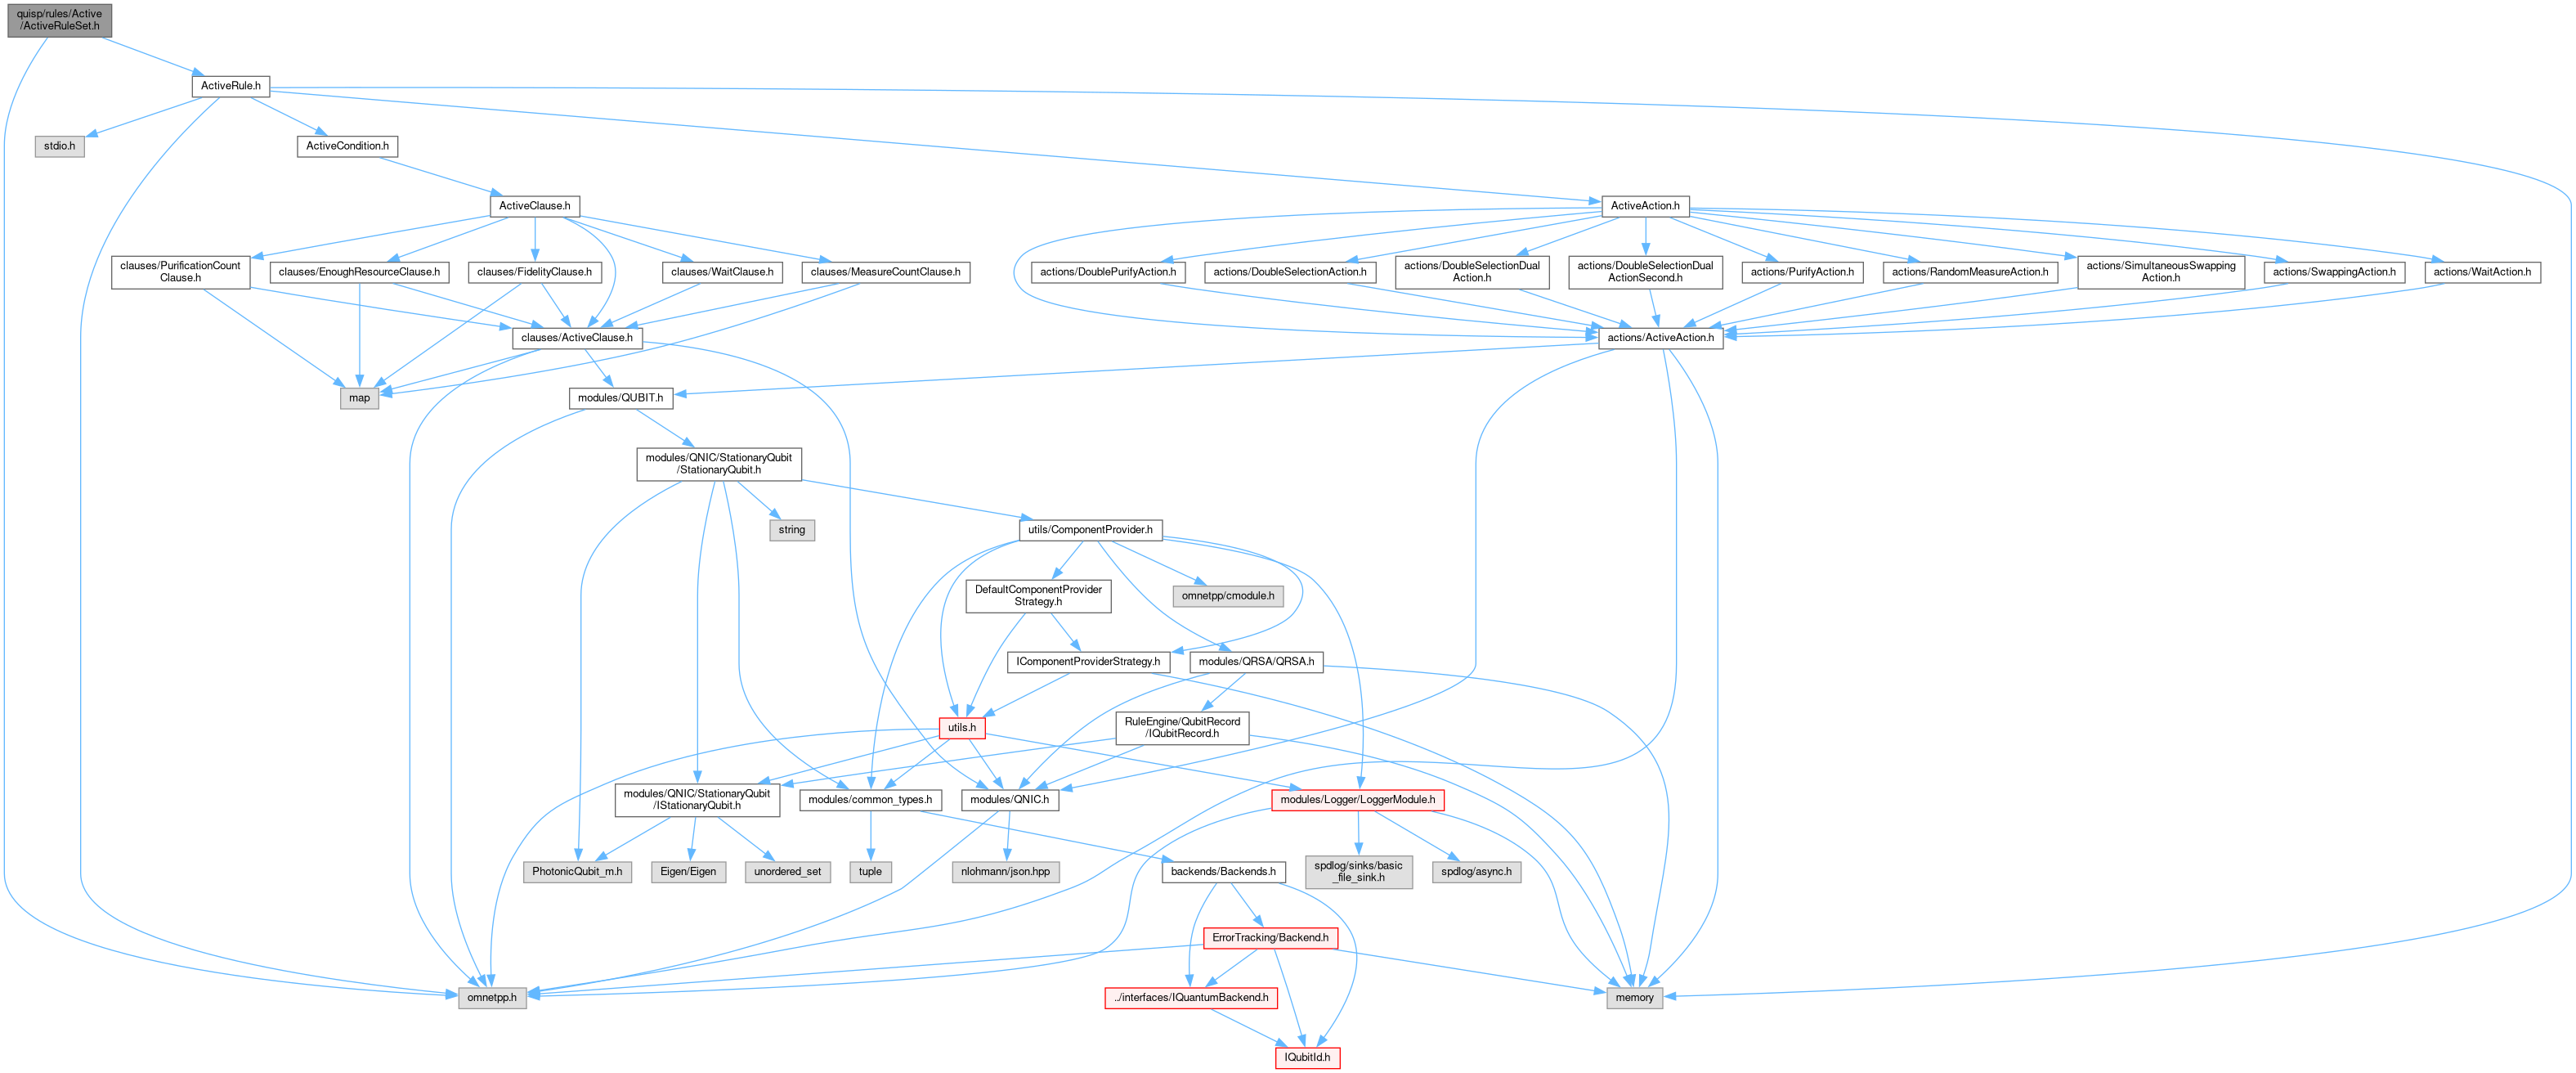 quisp/rules/Active
/ActiveRuleSet.h
ActiveRule.h
stdio.h
ActiveCondition.h
ActiveClause.h
ActiveAction.h
clauses/PurificationCount
Clause.h
clauses/EnoughResourceClause.h
clauses/FidelityClause.h
clauses/WaitClause.h
clauses/MeasureCountClause.h
actions/DoublePurifyAction.h
actions/DoubleSelectionAction.h
actions/DoubleSelectionDual
Action.h
actions/DoubleSelectionDual
ActionSecond.h
actions/PurifyAction.h
actions/RandomMeasureAction.h
actions/SimultaneousSwapping
Action.h
actions/SwappingAction.h
actions/WaitAction.h
clauses/ActiveClause.h
actions/ActiveAction.h
map
modules/QUBIT.h
modules/QNIC/StationaryQubit
/StationaryQubit.h
string
utils/ComponentProvider.h
DefaultComponentProvider
Strategy.h
omnetpp/cmodule.h
IComponentProviderStrategy.h
modules/QRSA/QRSA.h
utils.h
RuleEngine/QubitRecord
/IQubitRecord.h
modules/QNIC/StationaryQubit
/IStationaryQubit.h
modules/common_types.h
modules/QNIC.h
modules/Logger/LoggerModule.h
PhotonicQubit_m.h
Eigen/Eigen
unordered_set
tuple
nlohmann/json.hpp
backends/Backends.h
spdlog/sinks/basic
_file_sink.h
spdlog/async.h
ErrorTracking/Backend.h
omnetpp.h
../interfaces/IQuantumBackend.h
memory
IQubitId.h